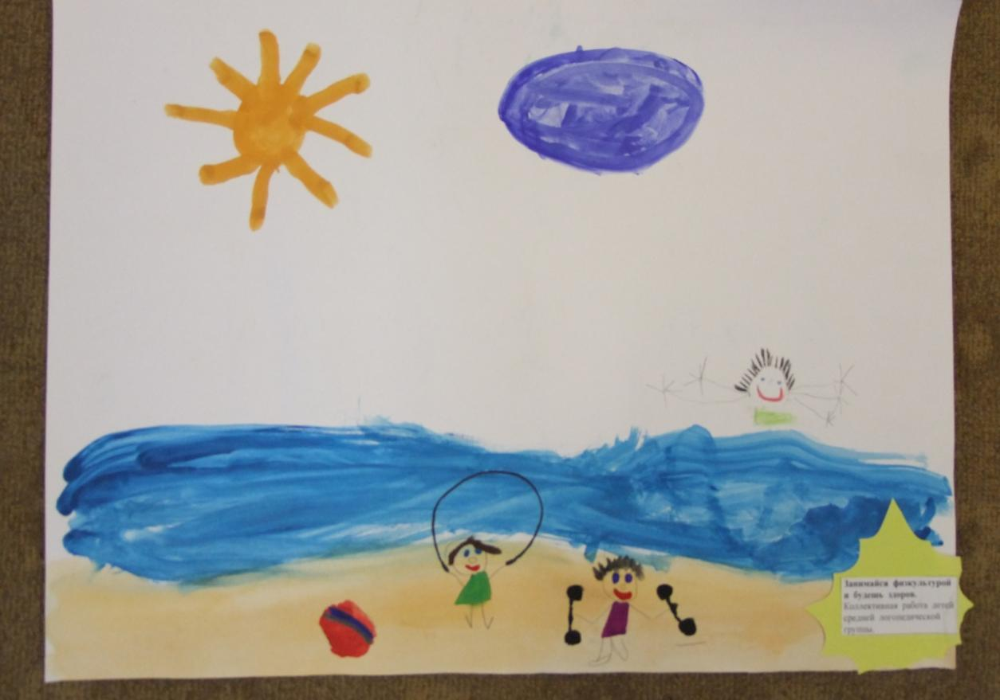 Занимайся физкультурой
и будешь здоров.
Коллективная работа детей
средней логопедической
группы.